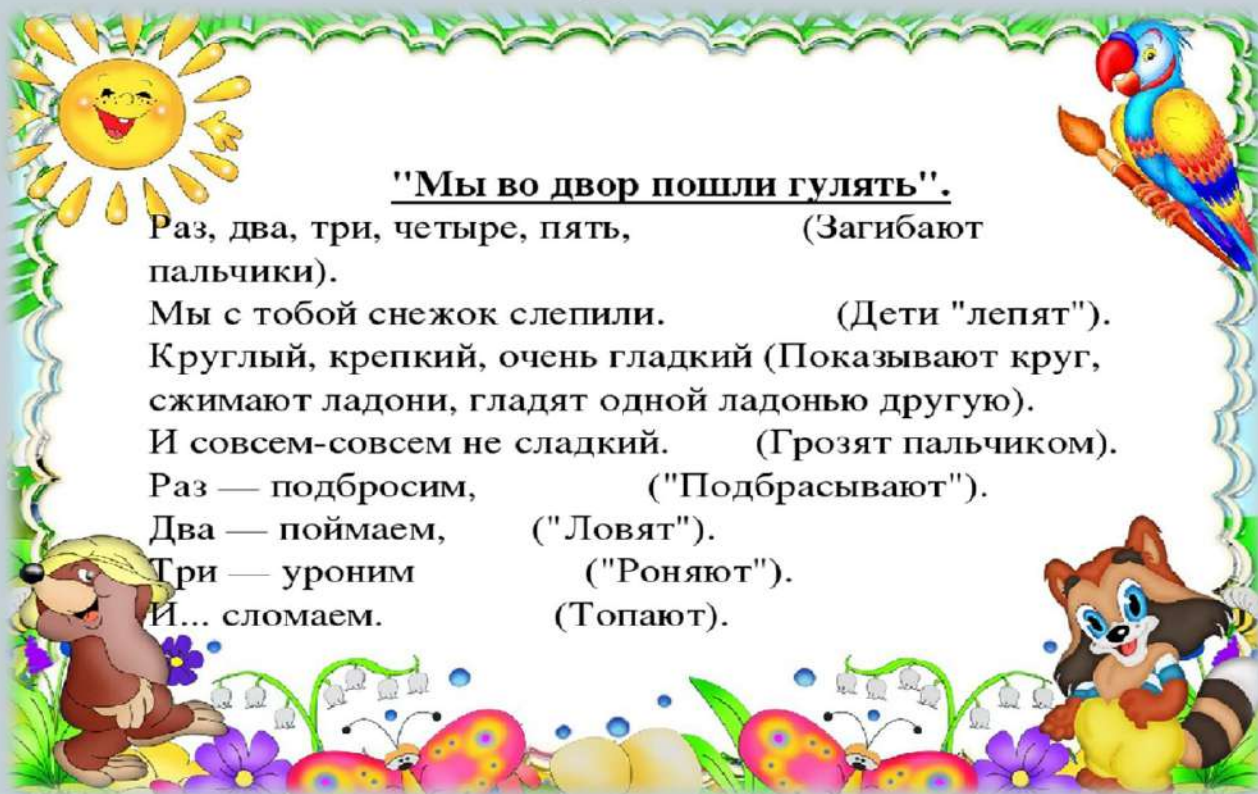 "Мы во двор пошли гулять".
Раз, два, три, четыре, пять, (Загибают
пальчики).
Мы с тобой снежок слепили. (Дети "лепят").
Круглый, крепкий, очень гладкий (Показывают круг,
сжимают ладони, гладят одной ладонью другую).
И совсем-совсем не сладкий. (Грозят пальчиком).
Раз — подбросим, ("Подбрасывают").
Два — поймаем, ("Ловят").
Три — уроним ("Роняют").
И... сломаем. (Топают).